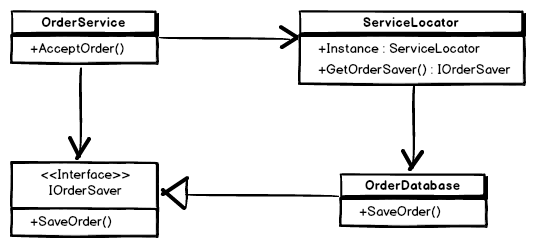 OrderService
+AcceptOrder()
ServiceLocator
+Instance : ServiceLocator
+GetOrderSaver() : IOrderSaver
<<Interface>>
IOrderSaver
+SaveOrder()
OrderDatabase
+SaveOrder()